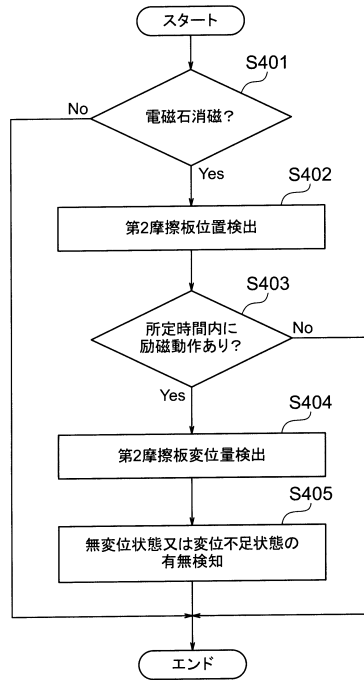 スタート
S401
電磁石消磁？
No
Yes
S402
第2摩擦板位置検出
S403
所定時間内に
励磁動作あり？
No
Yes
S404
第2摩擦板変位量検出
S405
無変位状態又は変位不足状態の
有無検知
エンド